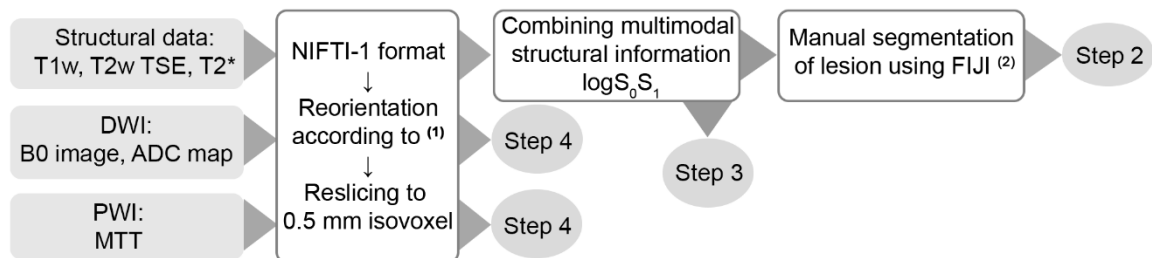 Structural data:
T1w, T2w TSE, T2*
DWI:
B0 image, ADC map
PWI:
MTT
NIFTI-1 format
↓
Reorientation
according to (1)
↓
Reslicing to
0.5 mm isovoxel
Combining multimodal
structural information
logS₀S₁
Step 3
Step 4
Step 4
Manual segmentation
of lesion using FIJI (2)
Step 2